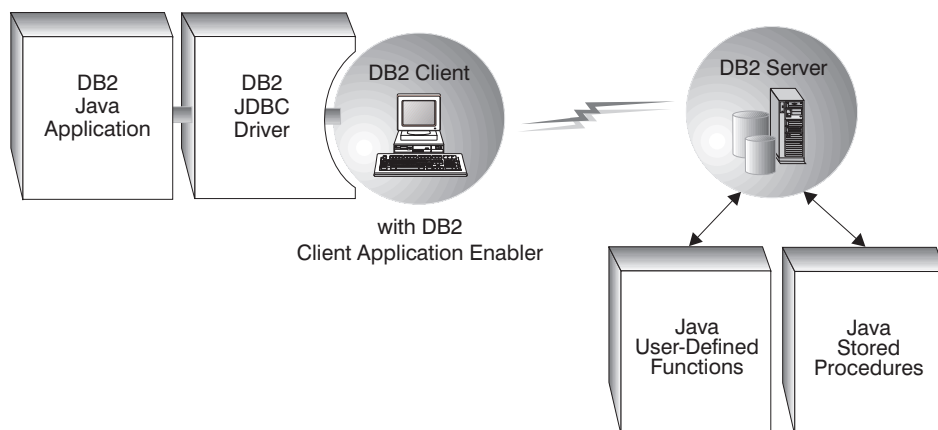 DB2
Java
Application
DB2
JDBC
Driver
DB2 Client
with DB2
Client Application Enabler
DB2 Server
Java
User-Defined
Functions
Java
Stored
Procedures